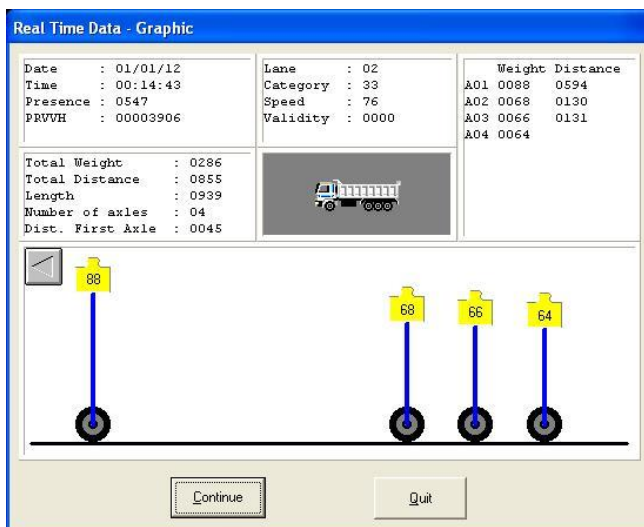 Real Time Data - Graphic
Date : 01/01/12
Time : 00:14:43
Presence : 0547
PRVVH : 00003906
Lane : 02
Category : 33
Speed : 76
Validity : 0000
Weight Distance
A01 0088 0594
A02 0068 0130
A03 0066 0131
A04 0064
Total Weight : 0286
Total Distance : 0855
Length : 0939
Number of axles : 04
Dist. First Axle : 0045
88
68
66
64
Continue
Quit